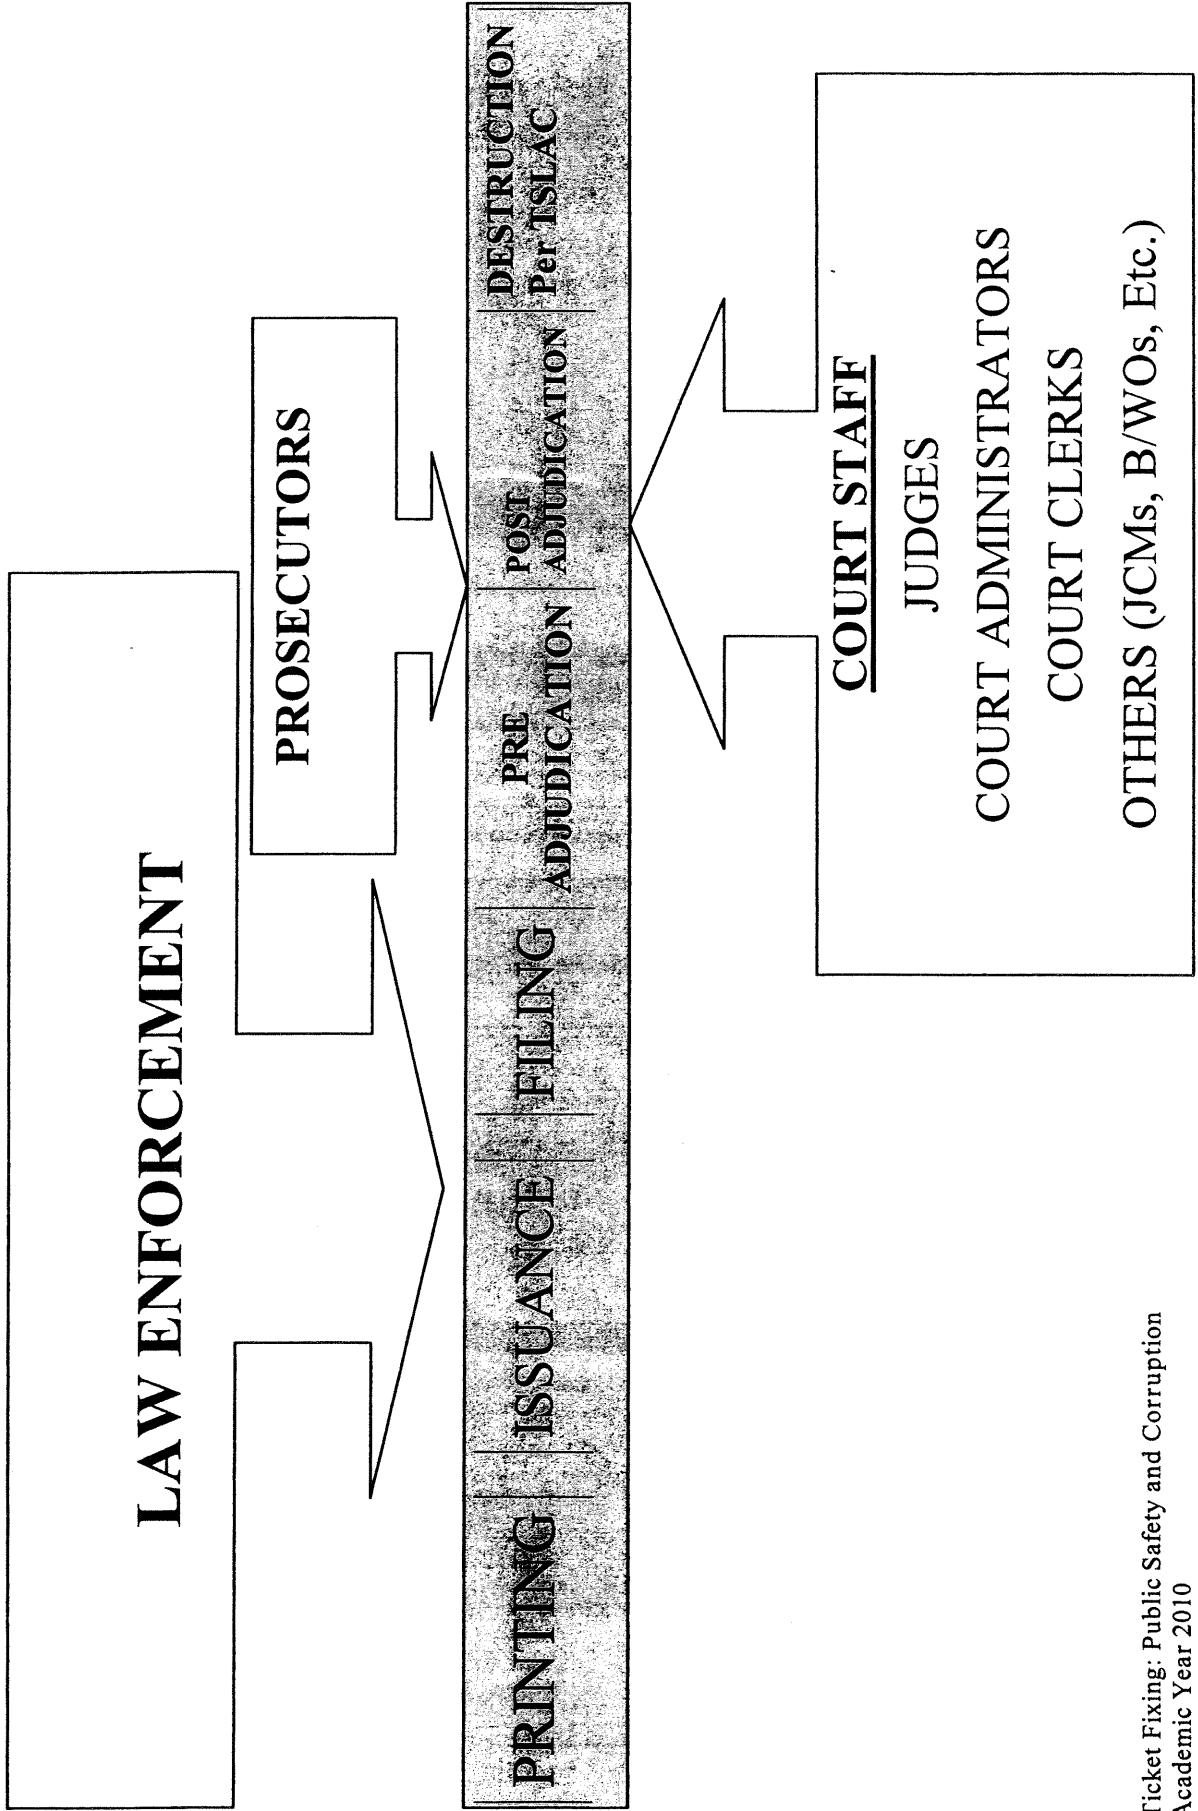 LAW ENFORCEMENT
PROSECUTORS
PRINTING
ISSUANCE
FILING
PRE
ADJUDICATION
POST
ADJUDICATION
DESTRUCTION
Per TSLAC
COURT STAFF
JUDGES
COURT ADMINISTRATORS
COURT CLERKS
OTHERS (JCMs, B/WOs, Etc.)
Ticket Fixing: Public Safety and Corruption
Academic Year 2010